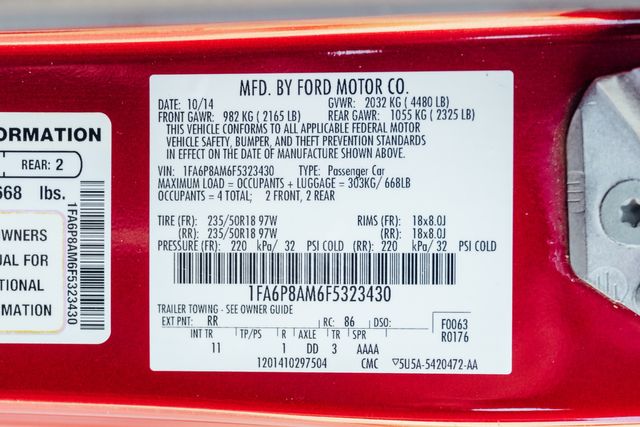 ORMATION
REAR: 2
668 lbs.
WNERS
UAL FOR
TIONAL
RMATION
1FA6P8AM6F5323430
MFD. BY FORD MOTOR CO.
DATE: 10/14 GVWR: 2032 KG ( 4480 LB)
FRONT GAWR: 982 KG ( 2165 LB) REAR GAWR: 1055 KG ( 2325 LB)
THIS VEHICLE CONFORMS TO ALL APPLICABLE FEDERAL MOTOR
VEHICLE SAFETY, BUMPER, AND THEFT PREVENTION STANDARDS
IN EFFECT ON THE DATE OF MANUFACTURE SHOWN ABOVE.
VIN: 1FA6P8AM6F5323430 TYPE: Passenger Car
MAXIMUM LOAD = OCCUPANTS + LUGGAGE = 303KG/ 668LB
OCCUPANTS = 4 TOTAL; 2 FRONT, 2 REAR
TIRE (FR): 235/50R18 97W RIMS (FR): 18x8.0J
(RR): 235/50R18 97W (RR): 18x8.0J
PRESSURE (FR): 220 kPa/ 32 PSI COLD (RR): 220 kPa/ 32 PSI COLD
1FA6P8AM6F5323430
TRAILER TOWING - SEE OWNER GUIDE
EXT PNT: RR RC: 86 DSO: F0063
R0176
INT TR TP/PS R AXLE TR SPR
11 1 DD 3 AAAA
1201410297504 CMC ▽5U5A-5420472-AA